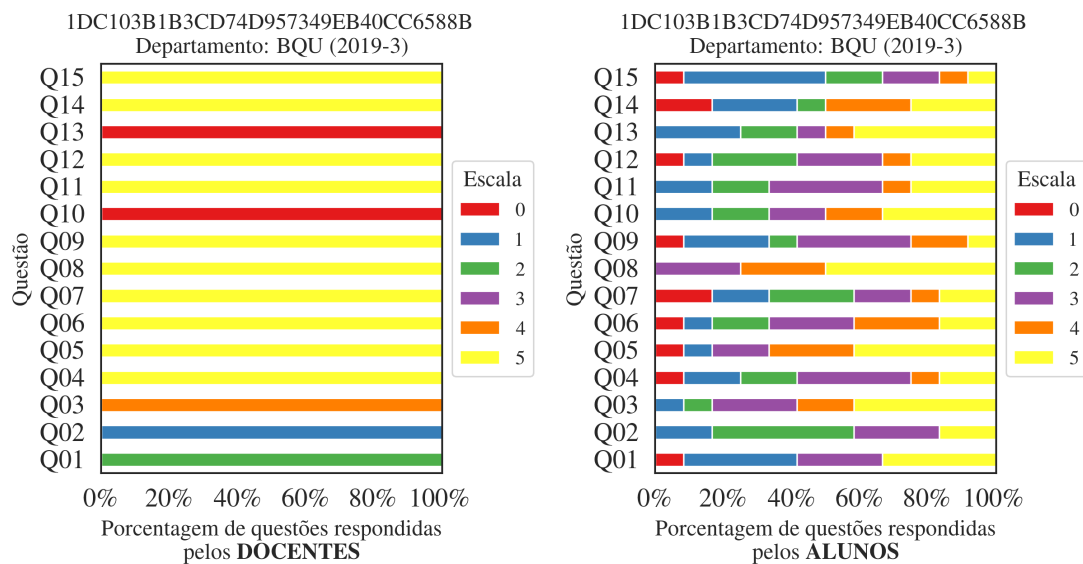 1DC103B1B3CD74D957349EB40CC6588B
Departamento: BQU (2019-3)
Questão
Q15
Q14
Q13
Q12
Q11
Q10
Q09
Q08
Q07
Q06
Q05
Q04
Q03
Q02
Q01
0% 20% 40% 60% 80% 100%
Porcentagem de questões respondidas
pelos DOCENTES
Escala
0
1
2
3
4
5
1DC103B1B3CD74D957349EB40CC6588B
Departamento: BQU (2019-3)
Questão
Q15
Q14
Q13
Q12
Q11
Q10
Q09
Q08
Q07
Q06
Q05
Q04
Q03
Q02
Q01
0% 20% 40% 60% 80% 100%
Porcentagem de questões respondidas
pelos ALUNOS
Escala
0
1
2
3
4
5